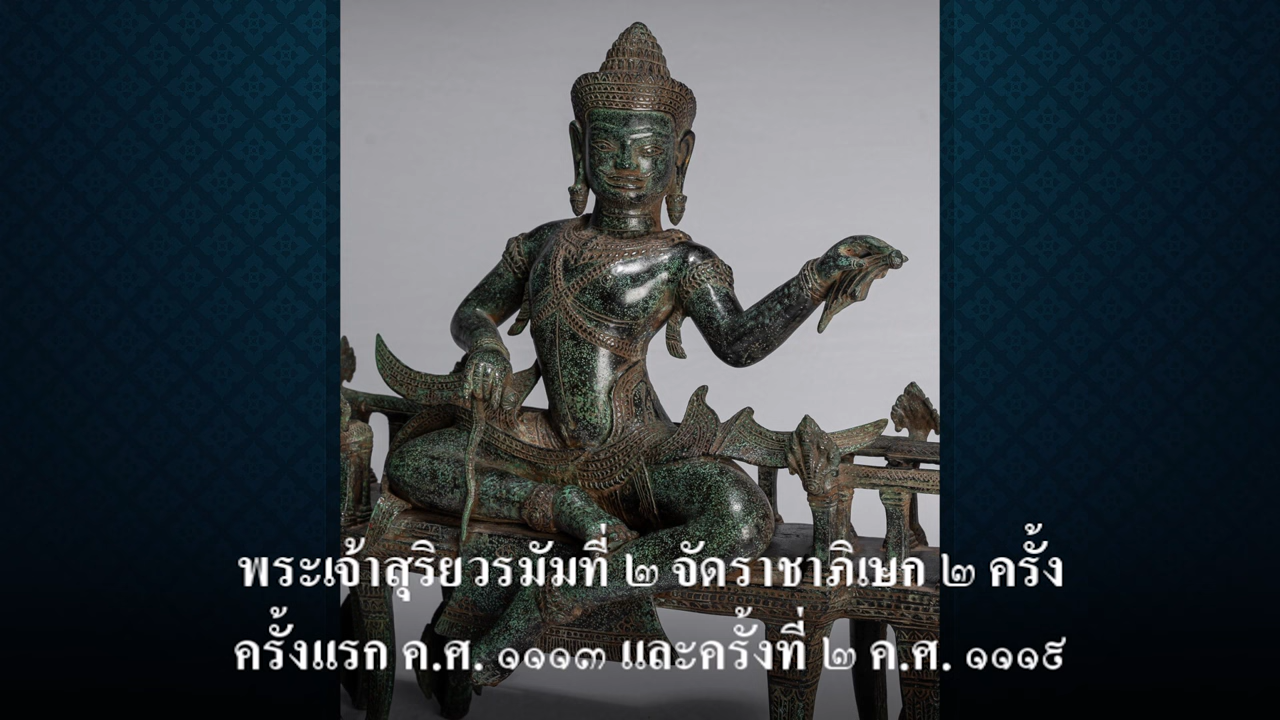 พระเจ้าสุริยวรมัมที่ ๒ จัดราชาภิเษก ๒ ครั้ง
ครั้งแรก ค.ศ. ๑๑๑๓ และครั้งที่ ๒ ค.ศ. ๑๑๑๙